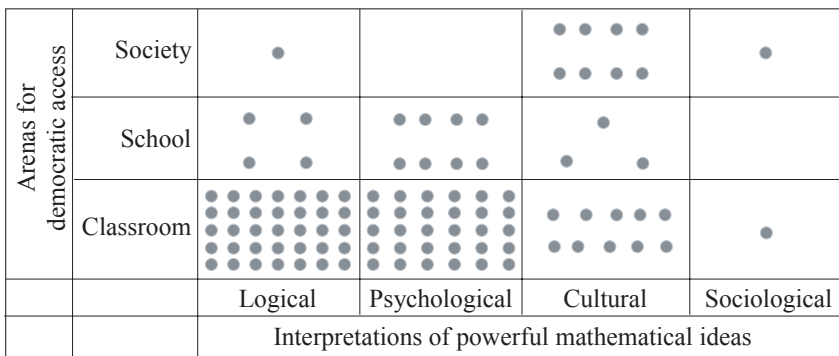 Arenas for
democratic access
Society
School
Classroom
Logical Psychological Cultural Sociological
Interpretations of powerful mathematical ideas